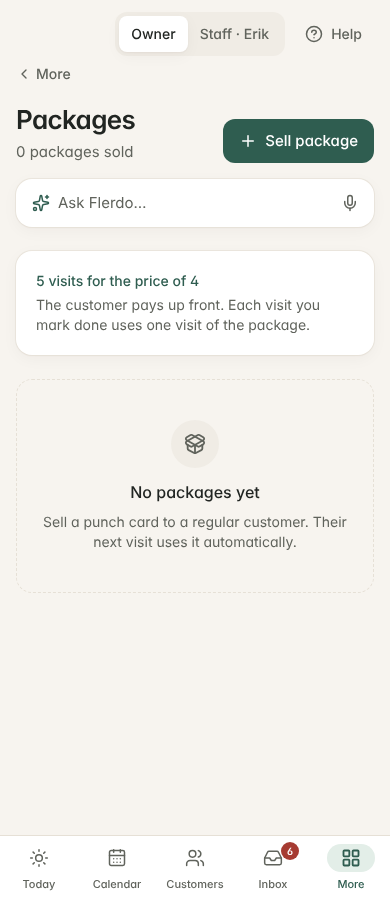 Owner
Staff · Erik
Help
More
Packages
0 packages sold
Sell package
Ask Flerdo...
5 visits for the price of 4
The customer pays up front. Each visit you
mark done uses one visit of the package.
No packages yet
Sell a punch card to a regular customer. Their
next visit uses it automatically.
6
Today
Calendar
Customers
Inbox
More